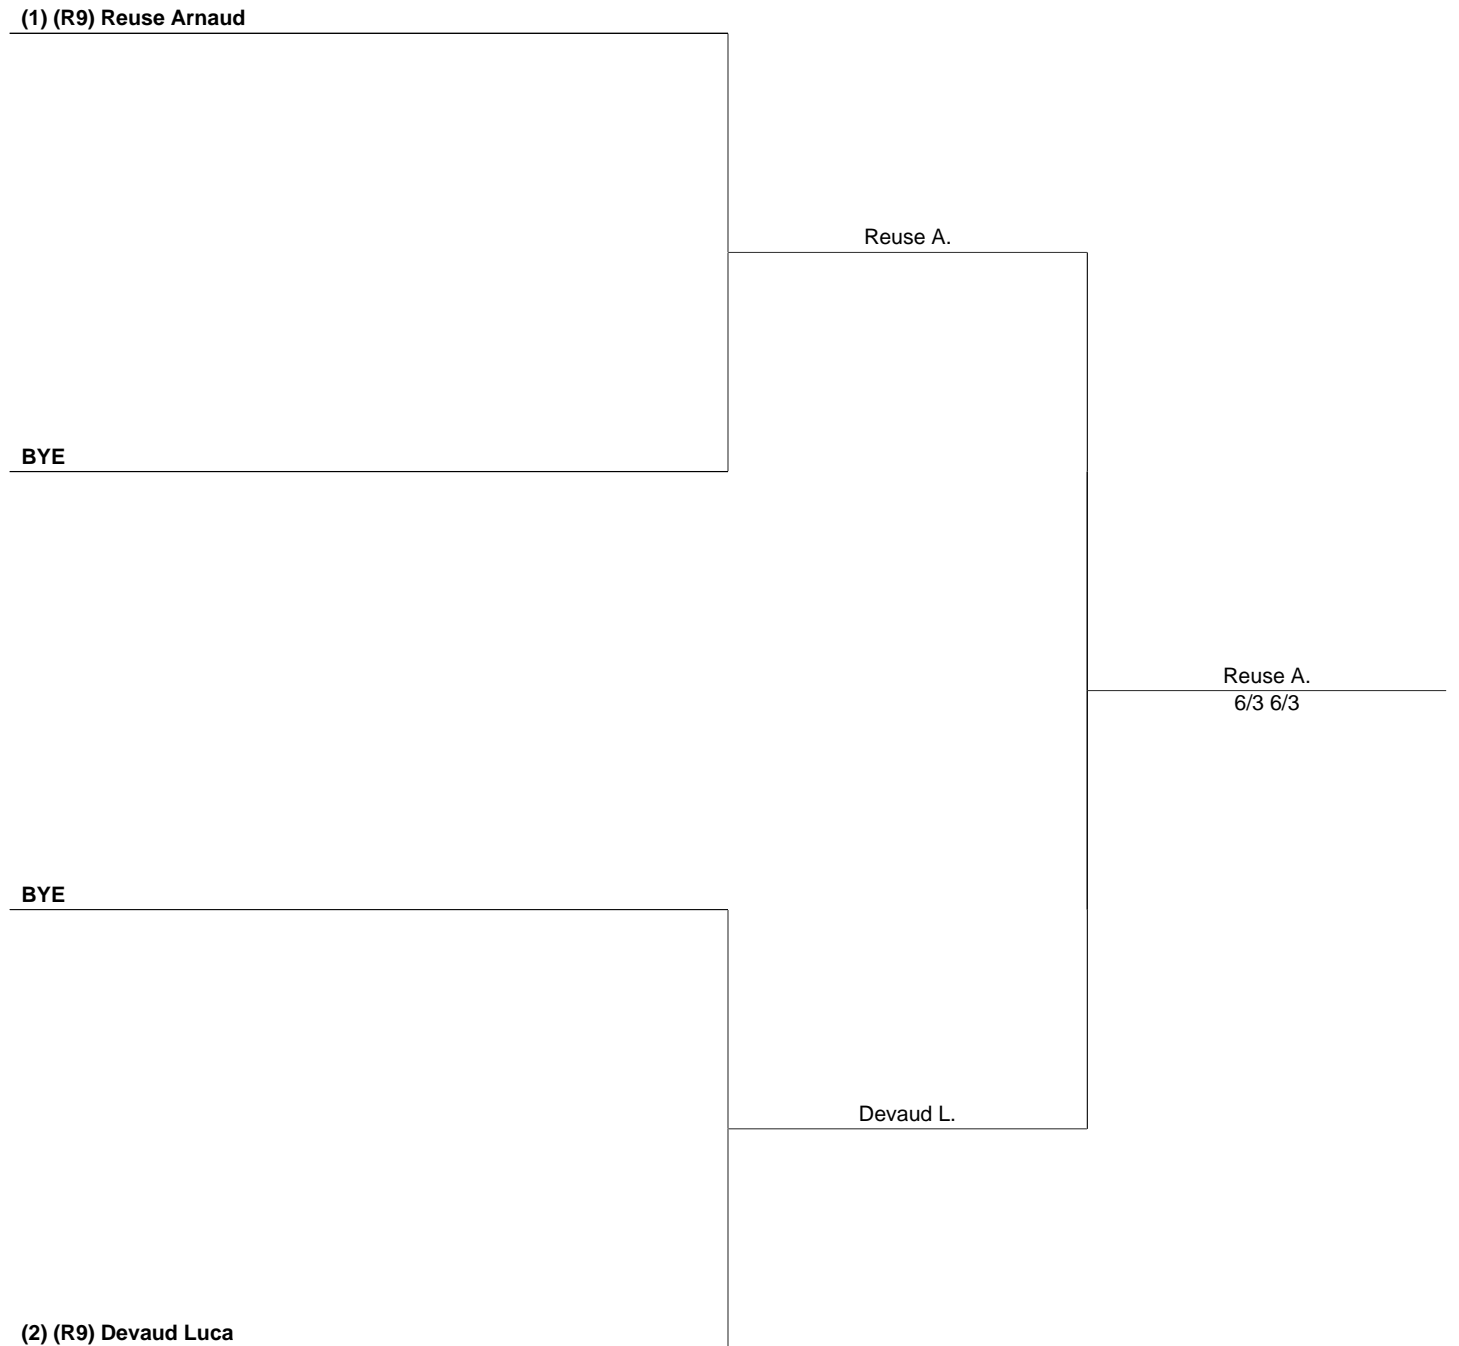 (1) (R9) Reuse Arnaud
Reuse A.
BYE
Reuse A.
6/3 6/3
BYE
Devaud L.
(2) (R9) Devaud Luca